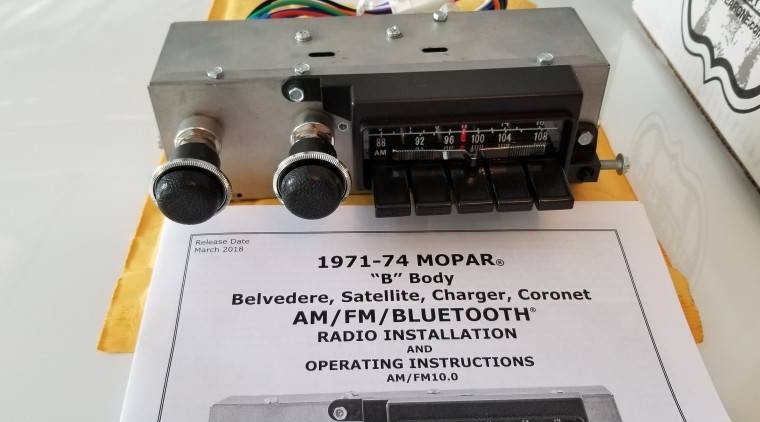 88 92 96 100 104 108
AM
Release Date
March 2018
1971-74 MOPAR®
"B" Body
Belvedere, Satellite, Charger, Coronet
AM/FM/BLUETOOTH®
RADIO INSTALLATION
AND
OPERATING INSTRUCTIONS
AM/FM10.0